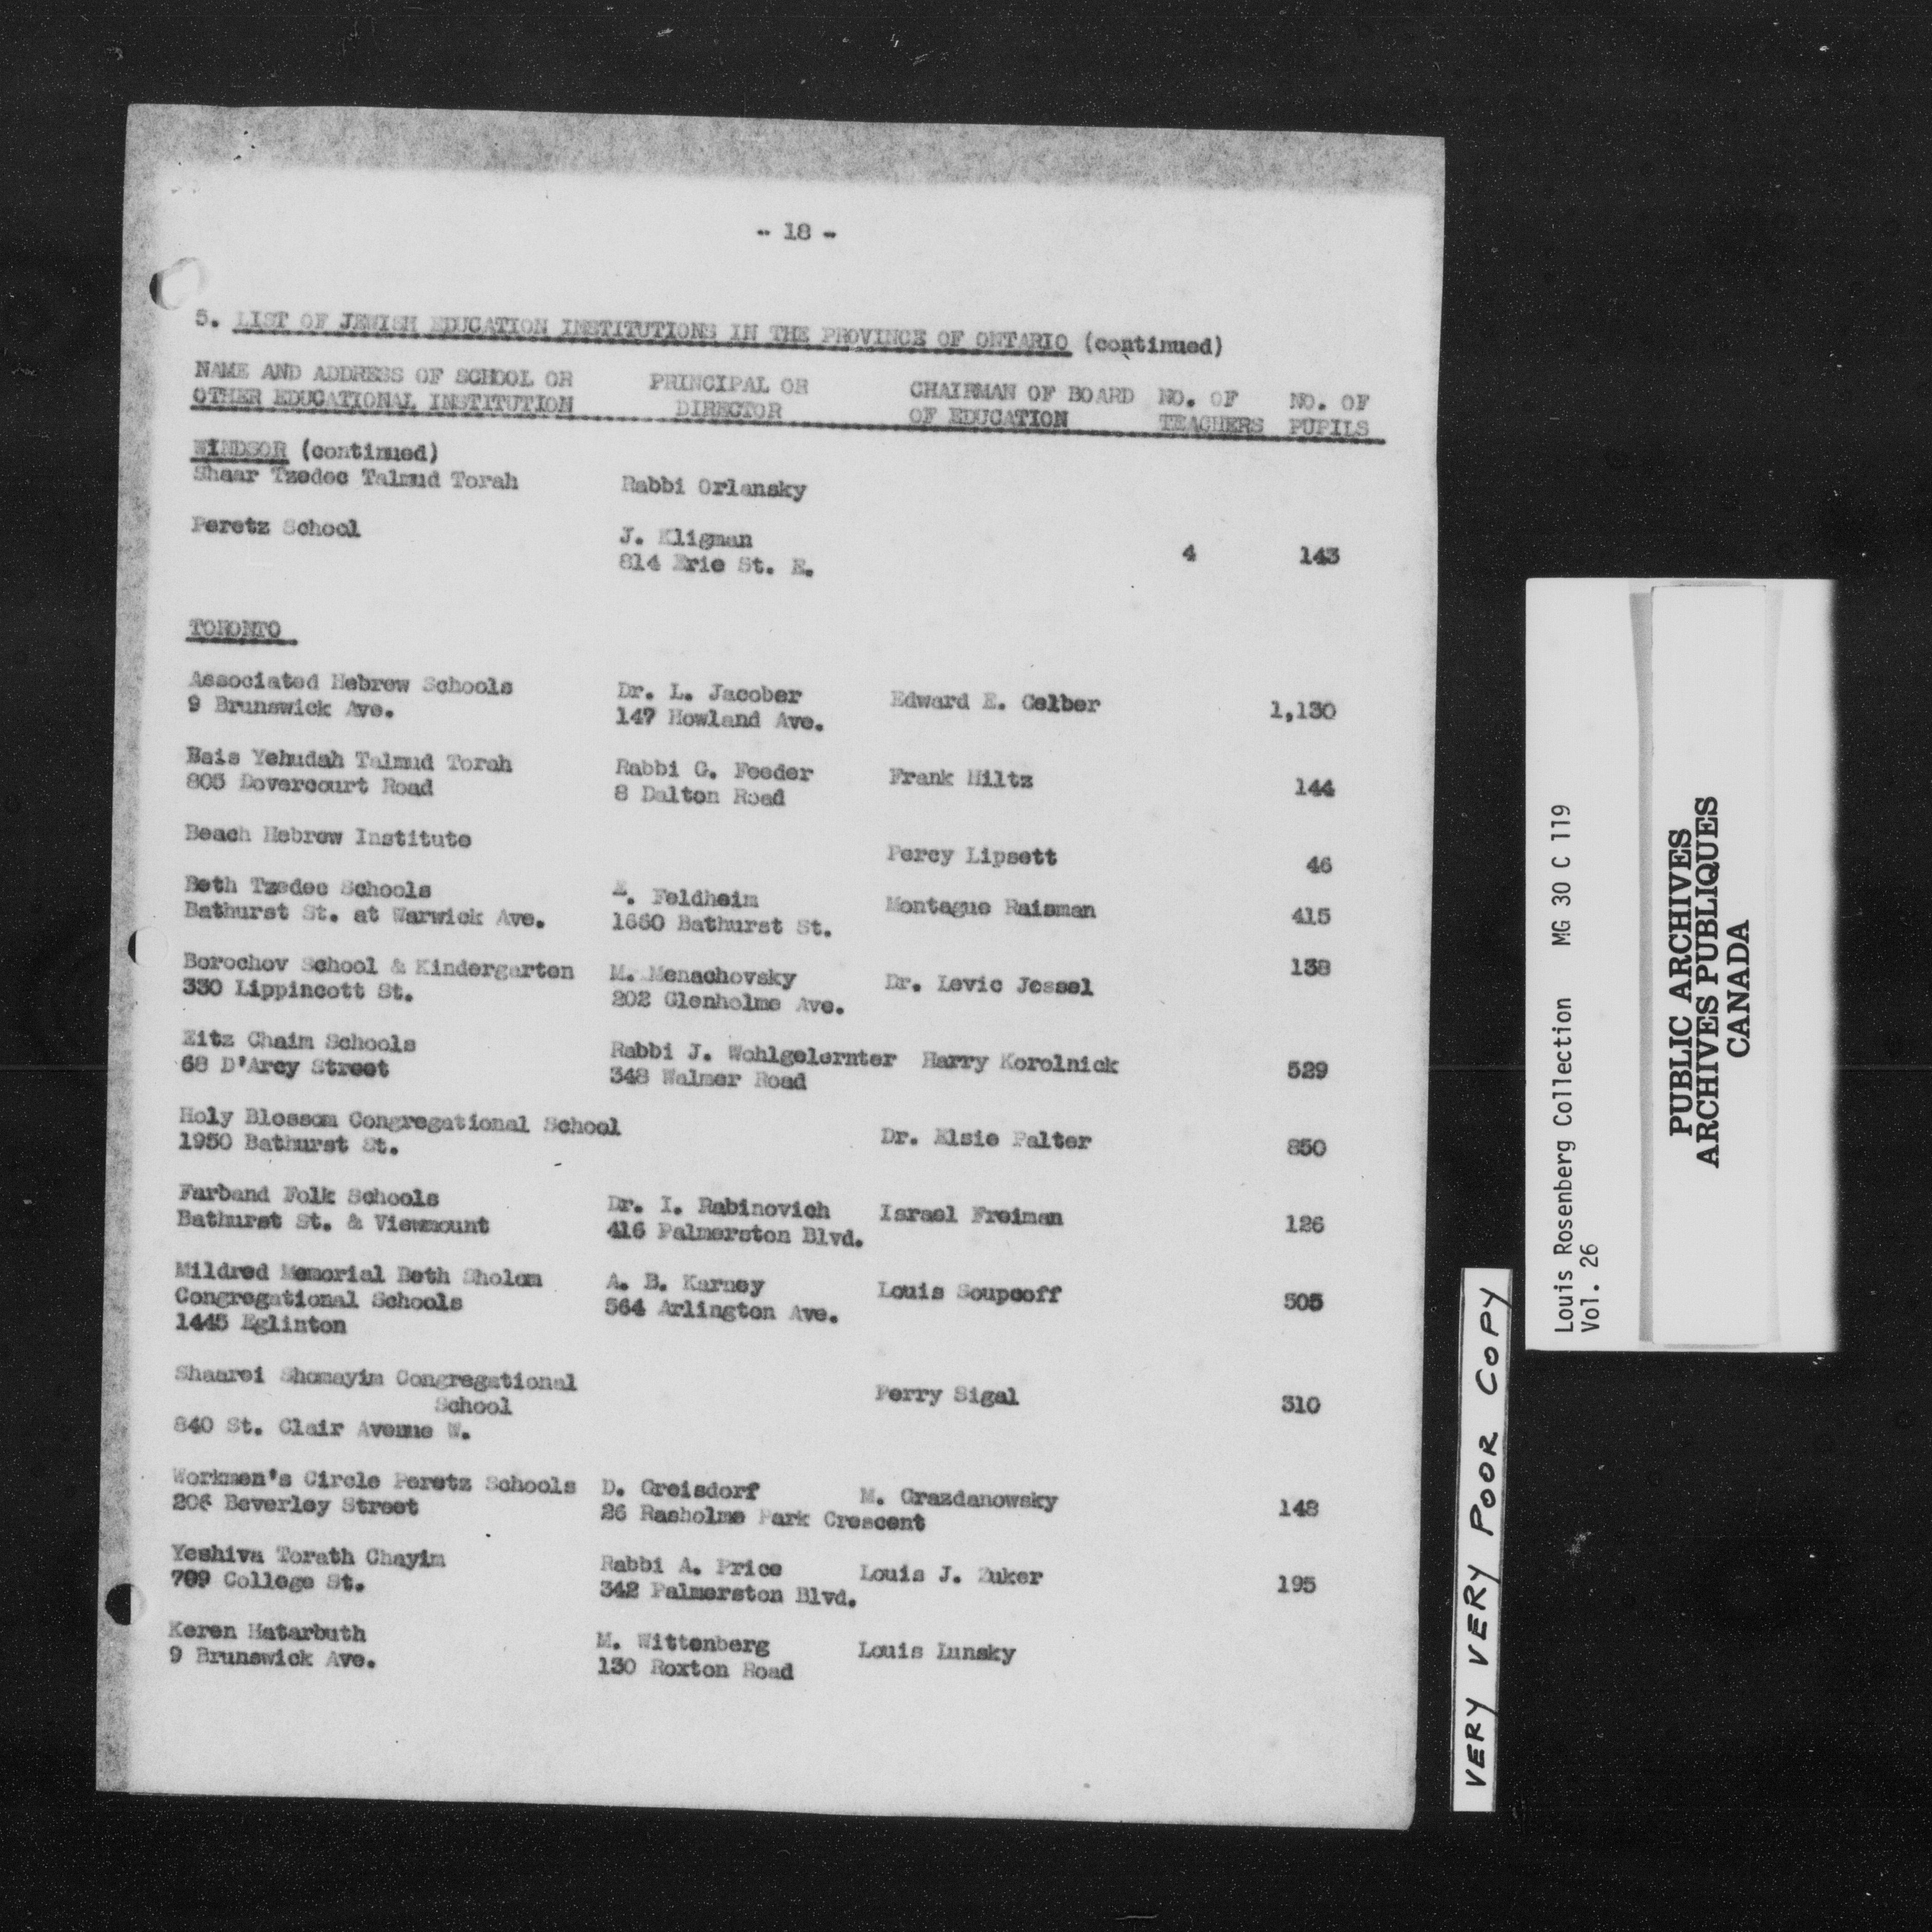 - 18 -
5. LIST OF JEWISH EDUCATION INSTITUTIONS IN THE PROVINCE OF ONTARIO (continued)
NAME AND ADDRESS OF SCHOOL OR PRINCIPAL OR CHAIRMAN OF BOARD NO. OF NO. OF
OTHER EDUCATIONAL INSTITUTION DIRECTOR OF EDUCATION TEACHERS PUPILS
WINDSOR (continued)
Shaar Tzedec Talmud Torah Rabbi Orlansky
Peretz School J. Kligman 4 143
814 Erie St. E.
TORONTO
Associated Hebrew Schools Dr. L. Jacober Edward E. Gelber 1,130
9 Brunswick Ave. 147 Howland Ave.
Bais Yehudah Talmud Torah Rabbi G. Feeder Frank Hiltz 144
805 Dovercourt Road 8 Dalton Road
Beach Hebrew Institute Percy Lipsett 46
Beth Tzedec Schools E. Feldheim Montague Raisman 415
Bathurst St. at Warwick Ave. 1660 Bathurst St.
Borochov School & Kindergarten M. Menachovsky Dr. Levic Jessel 138
330 Lippincott St. 202 Glenholme Ave.
Eitz Chaim Schools Rabbi J. Wohlgelernter Harry Korolnick 529
68 D'Arcy Street 348 Walmer Road
Holy Blossom Congregational School Dr. Elsie Palter 850
1950 Bathurst St.
Farband Folk Schools Dr. I. Rabinovich Israel Freiman 126
Bathurst St. & Viewmount 416 Palmerston Blvd.
Mildred Memorial Beth Sholom A. B. Karney Louis Soupcoff 505
Congregational Schools 564 Arlington Ave.
1445 Eglinton
Shaarei Shomayim Congregational Perry Sigal 310
School
840 St. Clair Avenue W.
Workmen's Circle Peretz Schools D. Greisdorf M. Grazdanowsky 148
206 Beverley Street 26 Rasholme Park Crescent
Yeshiva Torath Chayim Rabbi A. Price Louis J. Zuker 195
709 College St. 342 Palmerston Blvd.
Keren Hatarbuth M. Wittenberg Louis Lunsky
9 Brunswick Ave. 130 Roxton Road
VERY VERY POOR COPY
Louis Rosenberg Collection MG 30 C 119
Vol. 26
PUBLIC ARCHIVES
ARCHIVES PUBLIQUES
CANADA